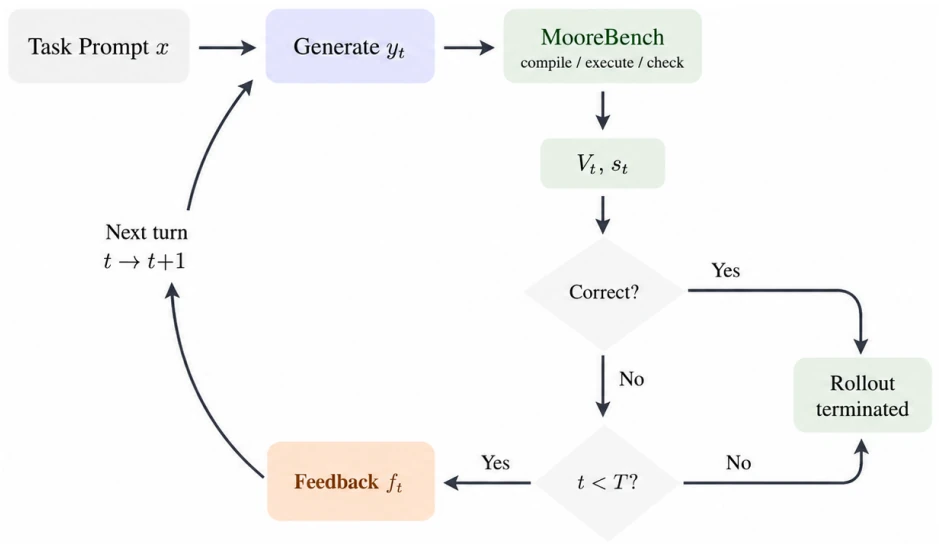 Task Prompt x
Generate y_t
MooreBench
compile / execute / check
V_t, s_t
Correct?
Yes
No
Rollout
terminated
t < T?
No
Yes
Feedback f_t
Next turn
t → t+1